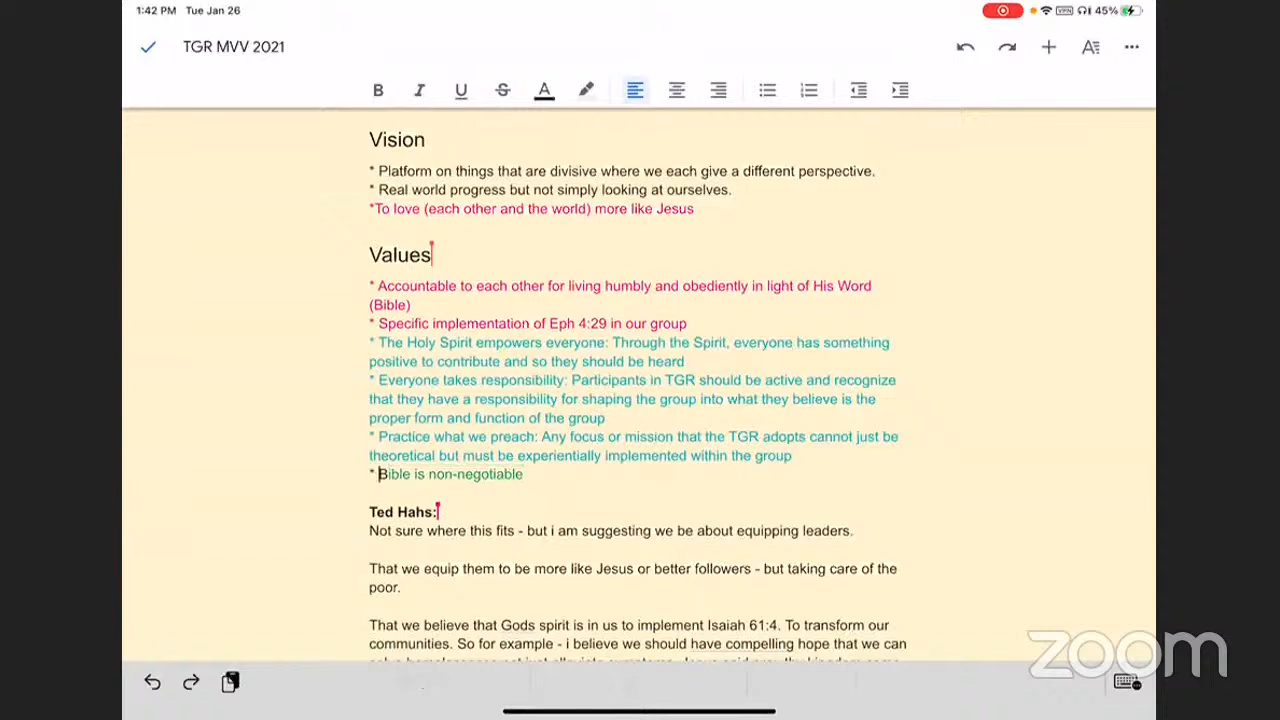 1:42 PM Tue Jan 26
VPN 45%
TGR MVV 2021
B I U S A
Vision
* Platform on things that are divisive where we each give a different perspective.
* Real world progress but not simply looking at ourselves.
*To love (each other and the world) more like Jesus
Values
* Accountable to each other for living humbly and obediently in light of His Word
(Bible)
* Specific implementation of Eph 4:29 in our group
* The Holy Spirit empowers everyone: Through the Spirit, everyone has something
positive to contribute and so they should be heard
* Everyone takes responsibility: Participants in TGR should be active and recognize
that they have a responsibility for shaping the group into what they believe is the
proper form and function of the group
* Practice what we preach: Any focus or mission that the TGR adopts cannot just be
theoretical but must be experientially implemented within the group
* Bible is non-negotiable
Ted Hahs:
Not sure where this fits - but i am suggesting we be about equipping leaders.
That we equip them to be more like Jesus or better followers - but taking care of the
poor.
That we believe that Gods spirit is in us to implement Isaiah 61:4. To transform our
communities. So for example - i believe we should have compelling hope that we can
zoom